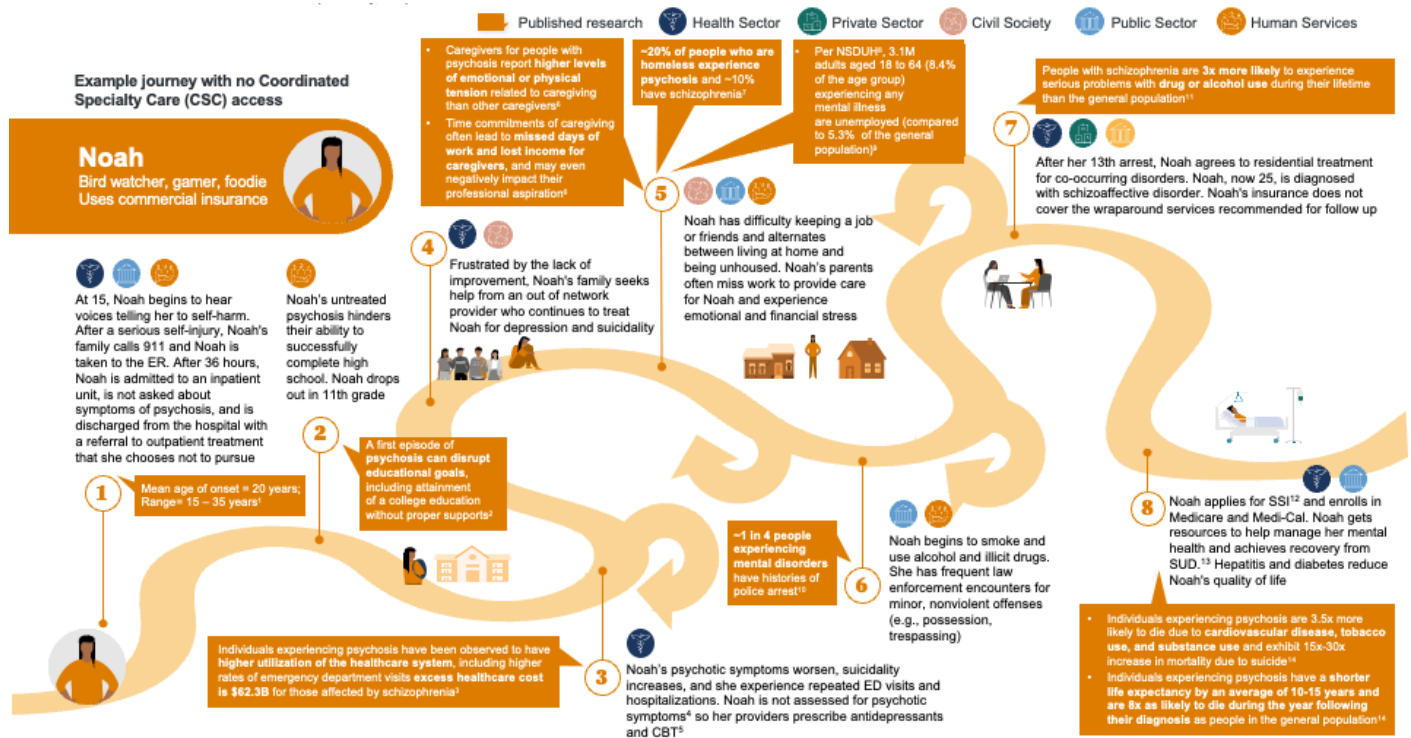 Published research
Health Sector
Private Sector
Civil Society
Public Sector
Human Services
Example journey with no Coordinated
Specialty Care (CSC) access
Noah
Bird watcher, gamer, foodie
Uses commercial insurance
At 15, Noah begins to hear
voices telling her to self-harm.
After a serious self-injury, Noah's
family calls 911 and Noah is
taken to the ER. After 36 hours,
Noah is admitted to an inpatient
unit, is not asked about
symptoms of psychosis, and is
discharged from the hospital with
a referral to outpatient treatment
that she chooses not to pursue
1
Mean age of onset = 20 years;
Range= 15 – 35 years¹
Noah's untreated
psychosis hinders
their ability to
successfully
complete high
school. Noah drops
out in 11th grade
2
A first episode of
psychosis can disrupt
educational goals,
including attainment
of a college education
without proper supports²
Individuals experiencing psychosis have been observed to have
higher utilization of the healthcare system, including higher
rates of emergency department visits excess healthcare cost
is $62.3B for those affected by schizophrenia³
3
Noah's psychotic symptoms worsen, suicidality
increases, and she experience repeated ED visits and
hospitalizations. Noah is not assessed for psychotic
symptoms⁴ so her providers prescribe antidepressants
and CBT⁵
• Caregivers for people with
psychosis report higher levels
of emotional or physical
tension related to caregiving
than other caregivers⁶
• Time commitments of caregiving
often lead to missed days of
work and lost income for
caregivers, and may even
negatively impact their
professional aspiration⁶
4
Frustrated by the lack of
improvement, Noah's family seeks
help from an out of network
provider who continues to treat
Noah for depression and suicidality
~20% of people who are
homeless experience
psychosis and ~10%
have schizophrenia⁷
• Per NSDUH⁸, 3.1M
adults aged 18 to 64 (8.4%
of the age group)
experiencing any
mental illness
are unemployed (compared
to 5.3% of the general
population)⁹
5
Noah has difficulty keeping a job
or friends and alternates
between living at home and
being unhoused. Noah's parents
often miss work to provide care
for Noah and experience
emotional and financial stress
~1 in 4 people
experiencing
mental disorders
have histories of
police arrest¹⁰
6
Noah begins to smoke and
use alcohol and illicit drugs.
She has frequent law
enforcement encounters for
minor, nonviolent offenses
(e.g., possession,
trespassing)
People with schizophrenia are 3x more likely to experience
serious problems with drug or alcohol use during their lifetime
than the general population¹¹
7
After her 13th arrest, Noah agrees to residential treatment
for co-occurring disorders. Noah, now 25, is diagnosed
with schizoaffective disorder. Noah's insurance does not
cover the wraparound services recommended for follow up
8
Noah applies for SSI¹² and enrolls in
Medicare and Medi-Cal. Noah gets
resources to help manage her mental
health and achieves recovery from
SUD.¹³ Hepatitis and diabetes reduce
Noah's quality of life
• Individuals experiencing psychosis are 3.5x more
likely to die due to cardiovascular disease, tobacco
use, and substance use and exhibit 15x-30x
increase in mortality due to suicide¹⁴
• Individuals experiencing psychosis have a shorter
life expectancy by an average of 10-15 years and
are 8x as likely to die during the year following
their diagnosis as people in the general population¹⁴